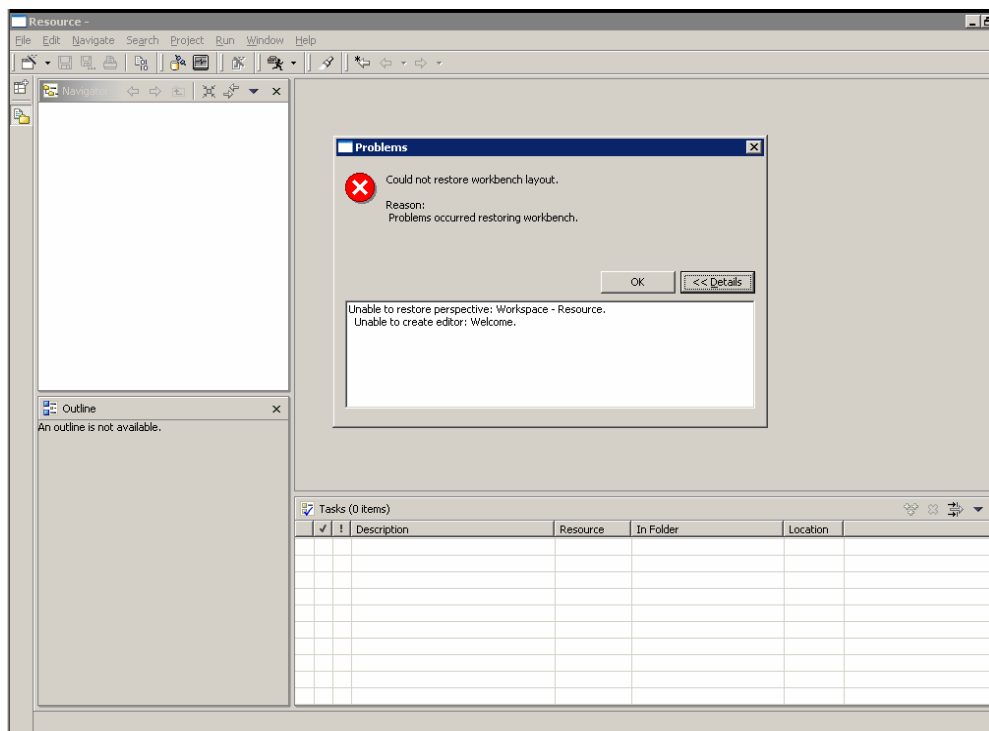 Resource -
File Edit Navigate Search Project Run Window Help
Navigator
Problems
Could not restore workbench layout.
Reason:
Problems occurred restoring workbench.
OK << Details
Unable to restore perspective: Workspace - Resource.
Unable to create editor: Welcome.
Outline
An outline is not available.
Tasks (0 items)
! Description Resource In Folder Location